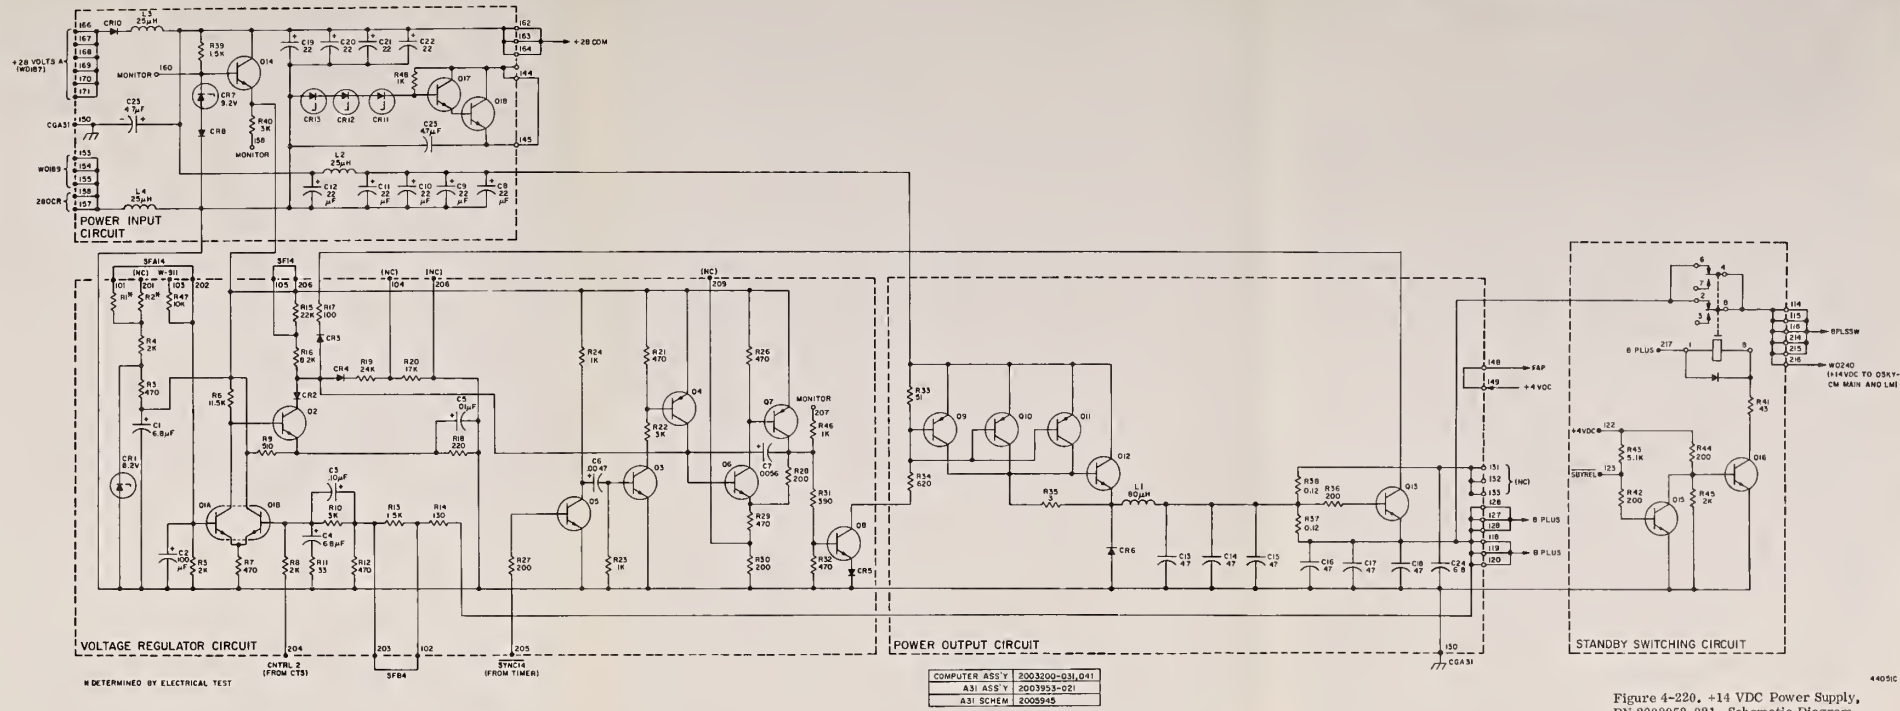 166
167
168
169
170
171
+28 VOLTS A
(WD187)
CR10
L3
25µH
R39
1.5K
Q14
MONITOR 160
CR7
9.2V
CR8
R40
3K
158
MONITOR
C19
22
C20
22
C21
22
C22
22
162
163
164
+28 COM
R48
1K
Q17
Q18
144
145
CR13
CR12
CR11
C23
4.7µF
150
CGA31
C25
4.7µF
153
154
155
158
157
WD189
28DCR
L4
25µH
L2
25µH
C12
22
µF
C11
22
µF
C10
22
µF
C9
22
µF
C8
22
µF
POWER INPUT
CIRCUIT
SFA14
(NC)
W-911
101
201
103
202
R1*
R2*
R47
10K
R4
2K
R3
470
C1
6.8µF
CR1
8.2V
SF14
105
206
R15
22K
R17
100
CR3
R16
8.2K
CR2
CR4
R19
24K
R20
17K
(NC)
104
(NC)
206
R6
11.5K
Q2
R9
510
C5
.01µF
R18
220
Q1A
Q1B
C2
100
µF
R5
2K
R7
470
R8
2K
C3
.10µF
R10
3K
C4
6.8µF
R11
33
R12
470
R13
1.5K
R14
130
R24
1K
R21
470
R22
3K
Q4
C6
.0047
Q3
Q5
R27
200
R23
1K
(NC)
209
R26
470
Q7
MONITOR
207
R46
1K
Q6
C7
.0056
R28
200
R31
390
R29
470
R30
200
R32
470
Q8
CR5
VOLTAGE REGULATOR CIRCUIT
204
CNTRL 2
(FROM CTS)
203
102
SFB4
205
SYNC14
(FROM TIMER)
* DETERMINED BY ELECTRICAL TEST
R33
51
R34
620
Q9
Q10
Q11
Q12
R35
3
L1
80µH
CR6
C13
47
C14
47
C15
47
R38
0.12
R37
0.12
R36
200
Q13
C16
47
C17
47
C18
47
C24
6.8
148
FAP
149
+4 VDC
131
132
133
(NC)
128
127
128
B PLUS
118
119
120
B PLUS
POWER OUTPUT CIRCUIT
150
CGA31
6
4
7
2
8
3
B PLUS 217
1
5
114
115
116
214
215
216
BPLSSW
WD240
(+14VDC TO DSKY-
CM MAIN AND LM)
R41
43
+4VDC 122
R43
5.1K
R44
200
SBYREL 123
R42
200
Q15
R45
2K
Q16
STANDBY SWITCHING CIRCUIT
COMPUTER ASS'Y 2003200-031,041
A31 ASS'Y 2003953-021
A31 SCHEM 2005945
44051C
Figure 4-220. +14 VDC Power Supply,